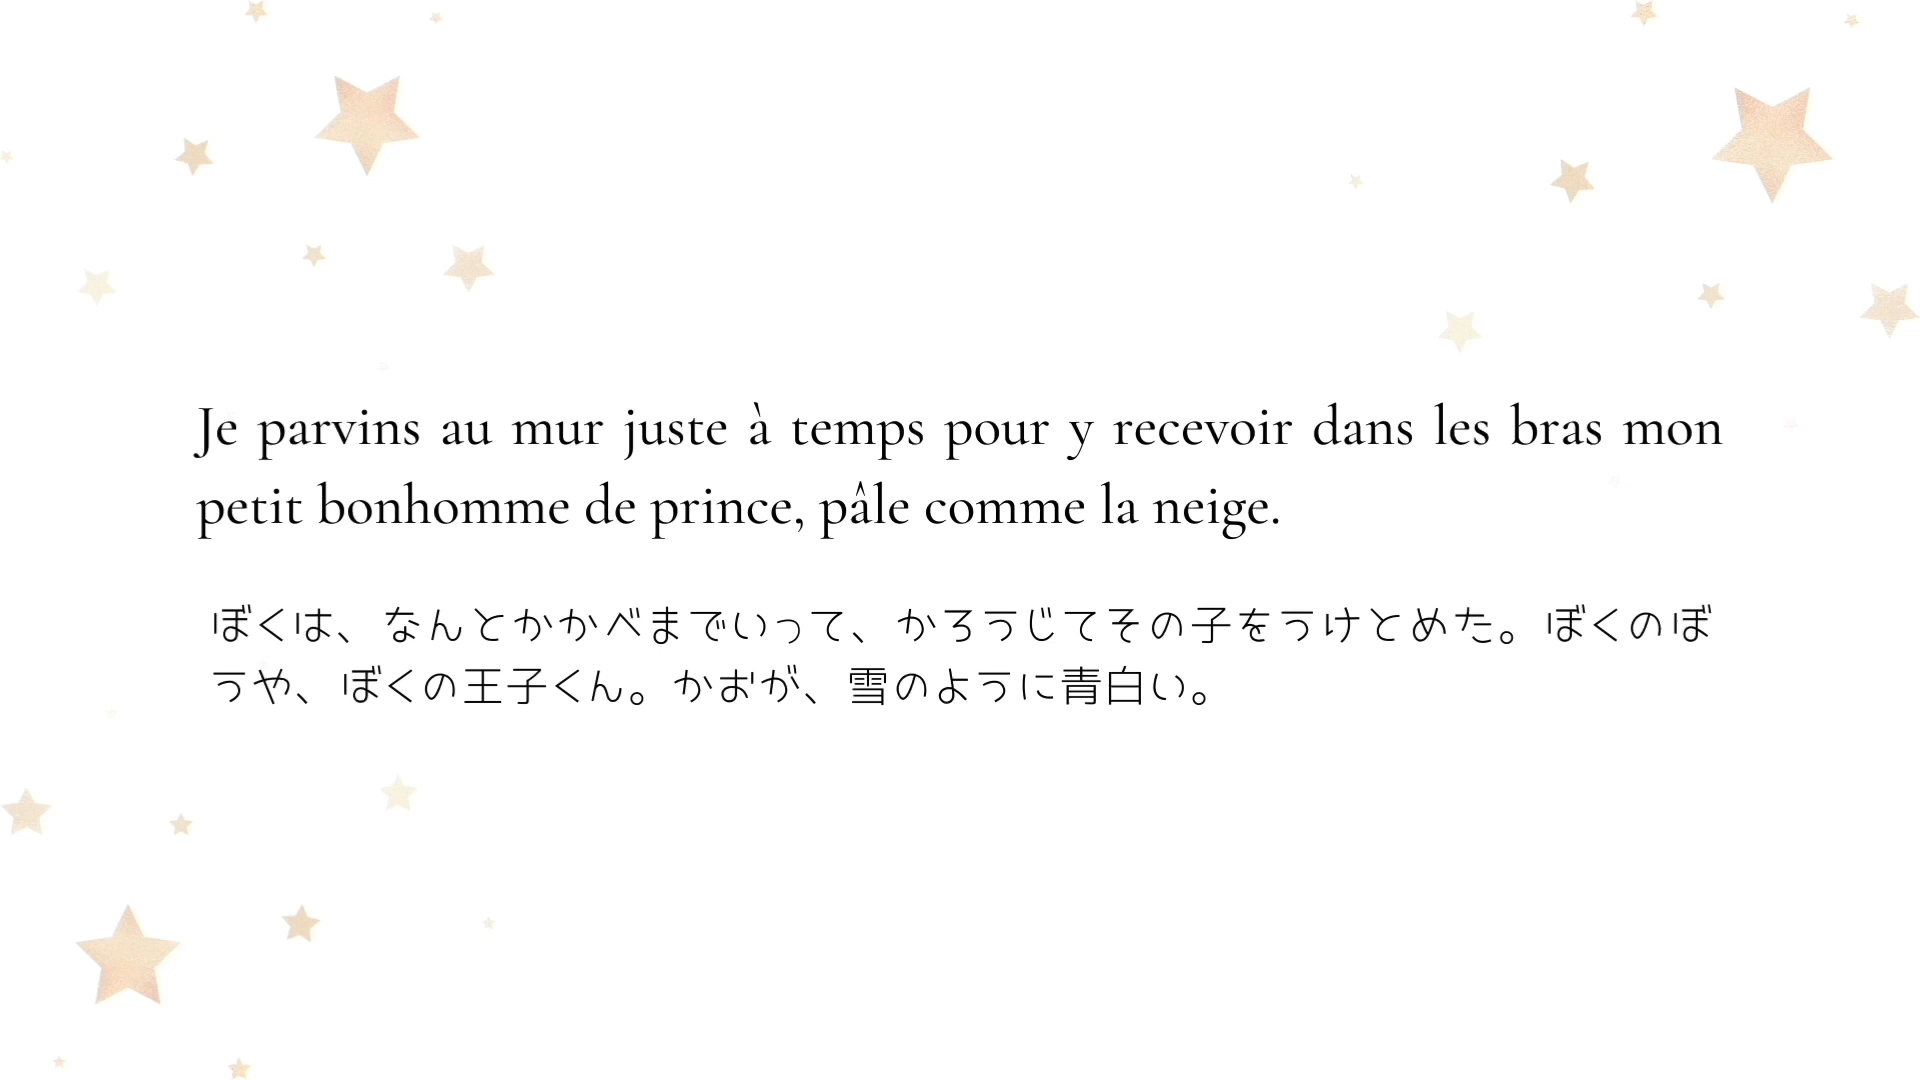 Je parvins au mur juste à temps pour y recevoir dans les bras mon
petit bonhomme de prince, pâle comme la neige.
ぼくは、なんとかかべまでいって、かろうじてその子をうけとめた。ぼくのぼ
うや、ぼくの王子くん。かおが、雪のように青白い。